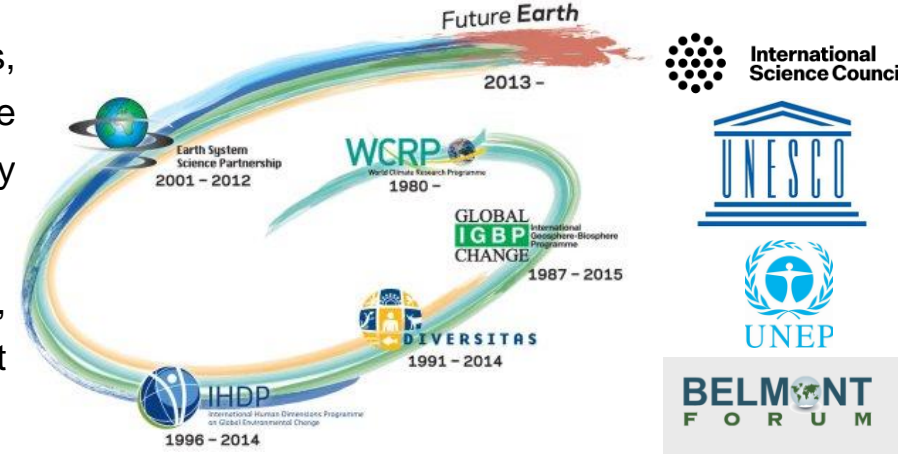 s,
e
y
,
t
Future Earth
2013 –
Earth System
Science Partnership
2001 – 2012
WCRP
World Climate Research Programme
1980 –
GLOBAL
IGBP
CHANGE
International
Geosphere-Biosphere
Programme
1987 – 2015
DIVERSITAS
1991 – 2014
IHDP
International Human Dimensions Programme
on Global Environmental Change
1996 – 2014
International
Science Counci
UNESCO
UNEP
BELMONT
FORUM